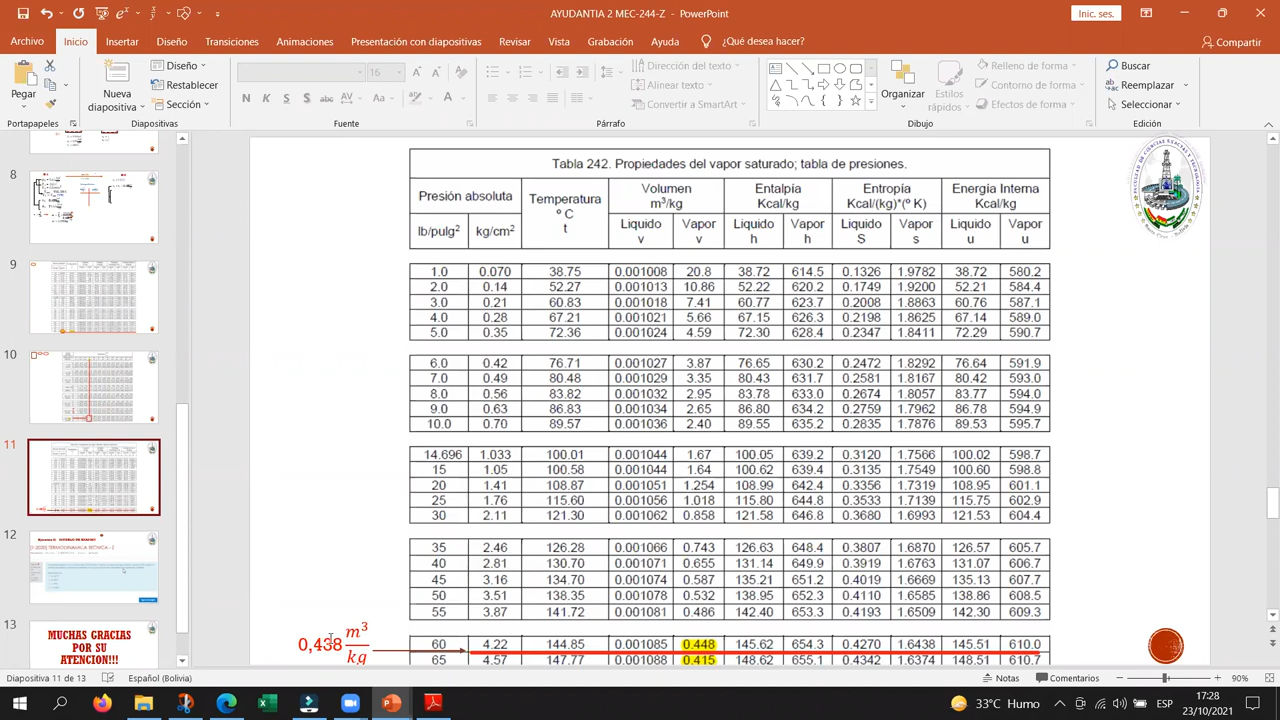 AYUDANTIA 2 MEC-244-Z - PowerPoint
Inic. ses.
Archivo Inicio Insertar Diseño Transiciones Animaciones Presentación con diapositivas Revisar Vista Grabación Ayuda ¿Qué desea hacer? Compartir
Pegar
Nueva diapositiva
Diseño
Restablecer
Sección
16
N K S S abc AV Aa A
Dirección del texto
Alinear texto
Convertir a SmartArt
Organizar
Estilos rápidos
Relleno de forma
Contorno de forma
Efectos de forma
Buscar
Reemplazar
Seleccionar
Portapapeles Diapositivas Fuente Párrafo Dibujo Edición
8
9
10
11
12
13
MUCHAS GRACIAS
POR SU
ATENCION!!!
Tabla 242. Propiedades del vapor saturado; tabla de presiones.
Presión absoluta Temperatura º C t Volumen m³/kg Entalpía Kcal/kg Entropía Kcal/(kg)*(º K) Energía Interna Kcal/kg
lb/pulg² kg/cm² Liquido v Vapor v Liquido h Vapor h Liquido S Vapor s Liquido u Vapor u
1.0 0.070 38.75 0.001008 20.8 38.72 614.5 0.1326 1.9782 38.72 580.2
2.0 0.14 52.27 0.001013 10.86 52.22 620.2 0.1749 1.9200 52.21 584.4
3.0 0.21 60.83 0.001018 7.41 60.77 623.7 0.2008 1.8863 60.76 587.1
4.0 0.28 67.21 0.001021 5.66 67.15 626.3 0.2198 1.8625 67.14 589.0
5.0 0.35 72.36 0.001024 4.59 72.30 628.4 0.2347 1.8411 72.29 590.7
6.0 0.42 76.71 0.001027 3.87 76.65 630.2 0.2472 1.8292 76.64 591.9
7.0 0.49 80.48 0.001029 3.35 80.43 631.7 0.2581 1.8167 80.42 593.0
8.0 0.56 83.82 0.001032 2.95 83.78 633.0 0.2674 1.8057 83.77 594.0
9.0 0.63 86.83 0.001034 2.65 86.80 634.2 0.2759 1.7962 86.78 594.9
10.0 0.70 89.57 0.001036 2.40 89.55 635.2 0.2835 1.7876 89.53 595.7
14.696 1.033 100.01 0.001044 1.67 100.05 639.2 0.3120 1.7566 100.02 598.7
15 1.05 100.58 0.001044 1.64 100.62 639.4 0.3135 1.7549 100.60 598.8
20 1.41 108.87 0.001051 1.254 108.99 642.4 0.3356 1.7319 108.95 601.1
25 1.76 115.60 0.001056 1.018 115.80 644.8 0.3533 1.7139 115.75 602.9
30 2.11 121.30 0.001062 0.858 121.58 646.8 0.3680 1.6993 121.53 604.4
35 2.46 126.28 0.001066 0.743 126.63 648.4 0.3807 1.6870 126.57 605.7
40 2.81 130.70 0.001071 0.655 131.14 649.9 0.3919 1.6763 131.07 606.7
45 3.16 134.70 0.001074 0.587 135.21 651.2 0.4019 1.6669 135.13 607.7
50 3.51 138.35 0.001078 0.532 138.95 652.3 0.4110 1.6585 138.86 608.5
55 3.87 141.72 0.001081 0.486 142.40 653.3 0.4193 1.6509 142.30 609.3
60 4.22 144.85 0.001085 0.448 145.62 654.3 0.4270 1.6438 145.51 610.0
65 4.57 147.77 0.001088 0.415 148.62 655.1 0.4342 1.6374 148.51 610.7
0,438 m³/kg
Diapositiva 11 de 13 Español (Bolivia) Notas Comentarios 90%
33°C Humo ESP 17:28
23/10/2021